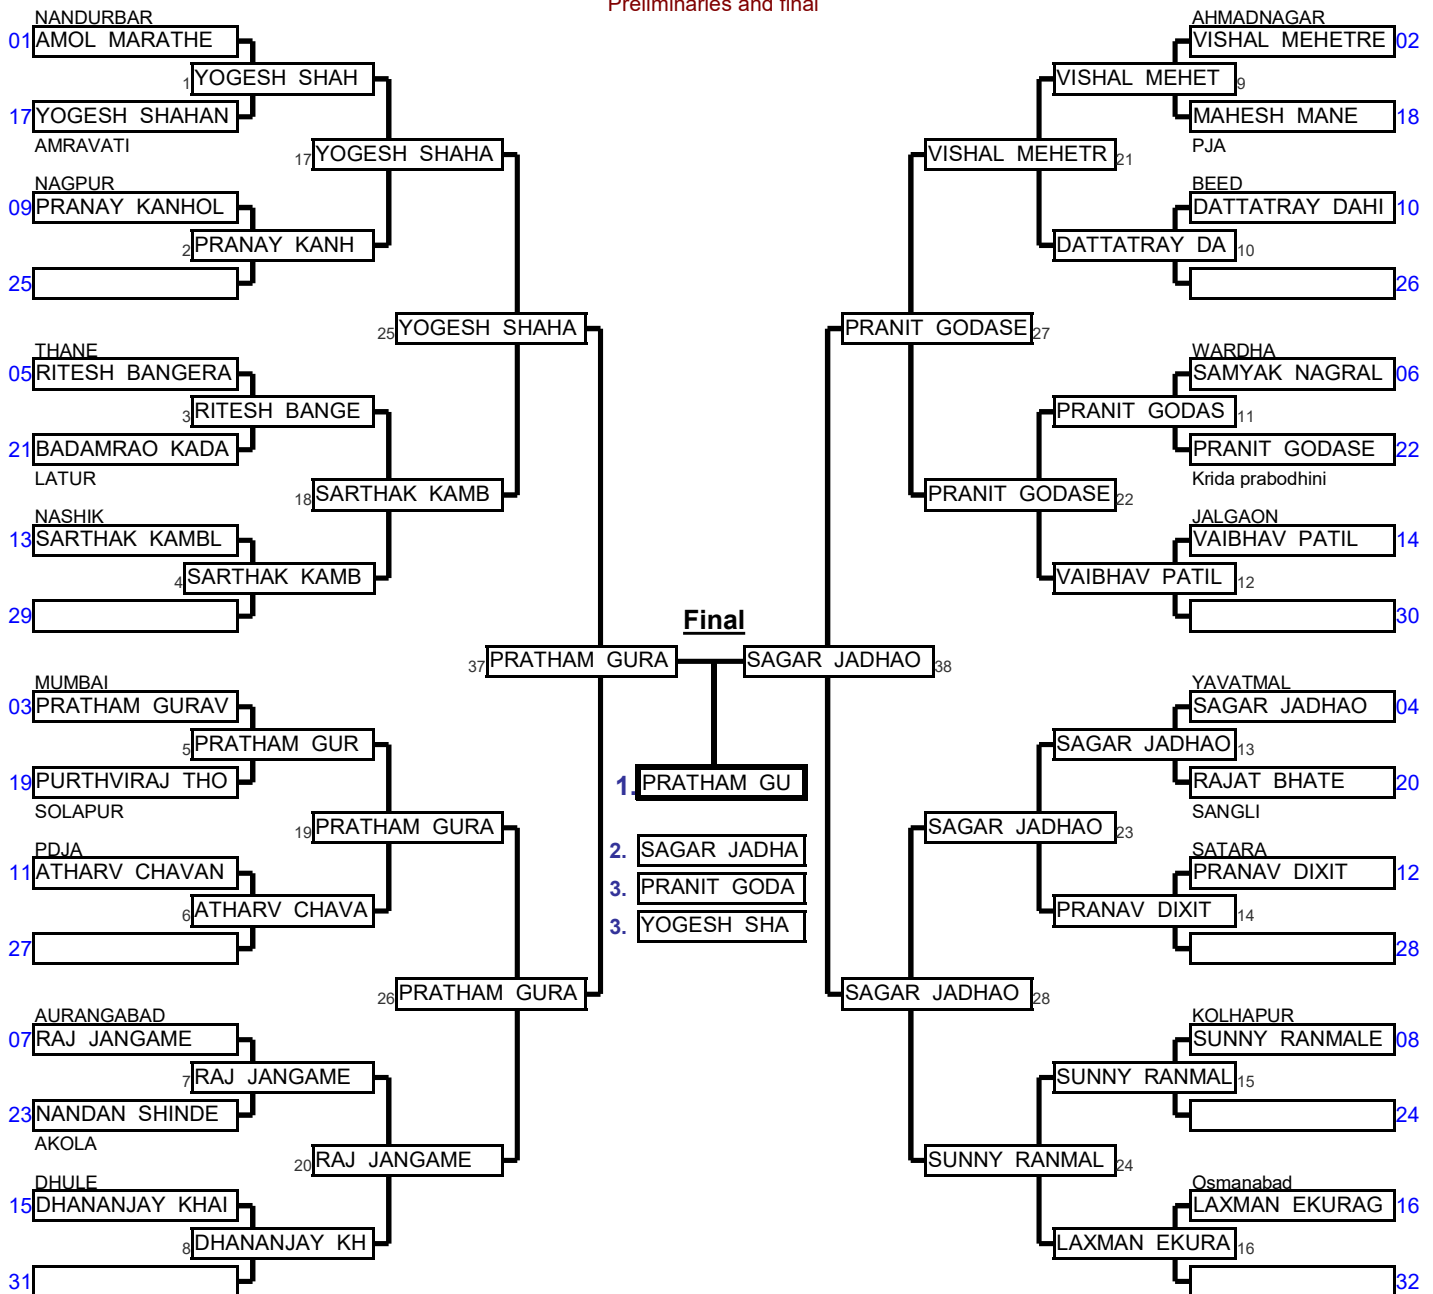 Preliminaries and final
NANDURBAR
01 AMOL MARATHE
1 YOGESH SHAH
17 YOGESH SHAHAN
AMRAVATI
17 YOGESH SHAHA
NAGPUR
09 PRANAY KANHOL
2 PRANAY KANH
25
25 YOGESH SHAHA
THANE
05 RITESH BANGERA
3 RITESH BANGE
21 BADAMRAO KADA
LATUR
18 SARTHAK KAMB
NASHIK
13 SARTHAK KAMBL
4 SARTHAK KAMB
29
37 PRATHAM GURA
MUMBAI
03 PRATHAM GURAV
5 PRATHAM GUR
19 PURTHVIRAJ THO
SOLAPUR
19 PRATHAM GURA
PDJA
11 ATHARV CHAVAN
6 ATHARV CHAVA
27
26 PRATHAM GURA
AURANGABAD
07 RAJ JANGAME
7 RAJ JANGAME
23 NANDAN SHINDE
AKOLA
20 RAJ JANGAME
DHULE
15 DHANANJAY KHAI
8 DHANANJAY KH
31
Final
1. PRATHAM GU
2. SAGAR JADHA
3. PRANIT GODA
3. YOGESH SHA
AHMADNAGAR
VISHAL MEHETRE 02
VISHAL MEHET 9
MAHESH MANE 18
PJA
VISHAL MEHETR 21
BEED
DATTATRAY DAHI 10
DATTATRAY DA 10
26
PRANIT GODASE 27
WARDHA
SAMYAK NAGRAL 06
PRANIT GODAS 11
PRANIT GODASE 22
Krida prabodhini
PRANIT GODASE 22
JALGAON
VAIBHAV PATIL 14
VAIBHAV PATIL 12
30
SAGAR JADHAO 38
YAVATMAL
SAGAR JADHAO 04
SAGAR JADHAO 13
RAJAT BHATE 20
SANGLI
SAGAR JADHAO 23
SATARA
PRANAV DIXIT 12
PRANAV DIXIT 14
28
SAGAR JADHAO 28
KOLHAPUR
SUNNY RANMALE 08
SUNNY RANMAL 15
24
SUNNY RANMAL 24
Osmanabad
LAXMAN EKURAG 16
LAXMAN EKURA 16
32